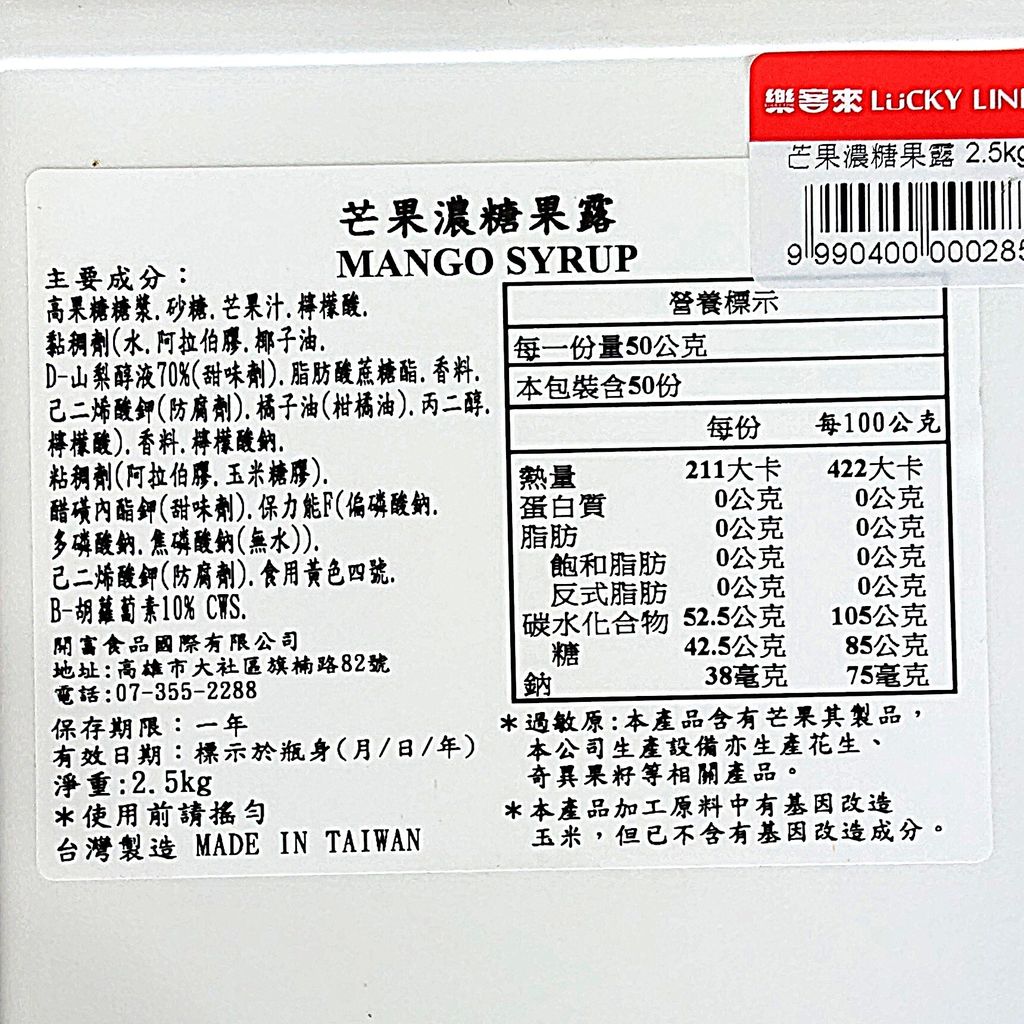 樂客來 LÜCKY LIN
芒果濃糖果露 2.5kg
9 990400 000285
芒果濃糖果露
MANGO SYRUP
主要成分：
高果糖糖漿.砂糖.芒果汁.檸檬酸.
黏稠劑(水.阿拉伯膠.椰子油.
D-山梨醇液70%(甜味劑).脂肪酸蔗糖酯.香料.
己二烯酸鉀(防腐劑).橘子油(柑橘油).丙二醇.
檸檬酸).香料.檸檬酸鈉.
粘稠劑(阿拉伯膠.玉米糖膠).
醋磺內酯鉀(甜味劑).保力能F(偏磷酸鈉.
多磷酸鈉.焦磷酸鈉(無水)).
己二烯酸鉀(防腐劑).食用黃色四號.
B-胡蘿蔔素10% CWS.
開富食品國際有限公司
地址:高雄市大社區旗楠路82號
電話:07-355-2288
保存期限：一年
有效日期：標示於瓶身(月/日/年)
淨重:2.5kg
＊使用前請搖勻
台灣製造 MADE IN TAIWAN
營養標示
每一份量50公克
本包裝含50份
每份 每100公克
熱量 211大卡 422大卡
蛋白質 0公克 0公克
脂肪 0公克 0公克
飽和脂肪 0公克 0公克
反式脂肪 0公克 0公克
碳水化合物 52.5公克 105公克
糖 42.5公克 85公克
鈉 38毫克 75毫克
＊過敏原:本產品含有芒果其製品，
本公司生產設備亦生產花生、
奇異果籽等相關產品。
＊本產品加工原料中有基因改造
玉米，但已不含有基因改造成分。